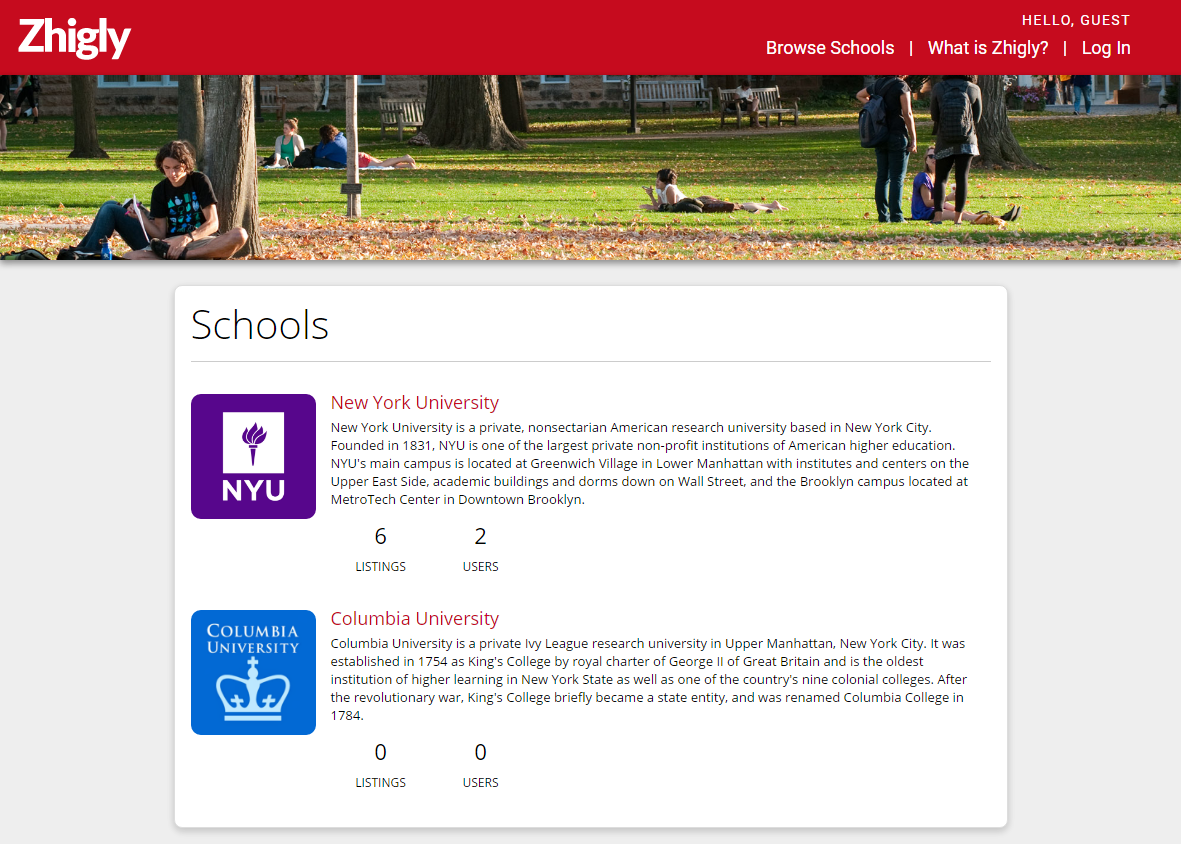 Zhigly
HELLO, GUEST
Browse Schools | What is Zhigly? | Log In
Schools
NYU
New York University
New York University is a private, nonsectarian American research university based in New York City.
Founded in 1831, NYU is one of the largest private non-profit institutions of American higher education.
NYU's main campus is located at Greenwich Village in Lower Manhattan with institutes and centers on the
Upper East Side, academic buildings and dorms down on Wall Street, and the Brooklyn campus located at
MetroTech Center in Downtown Brooklyn.
6 2
LISTINGS USERS
COLUMBIA
UNIVERSITY
Columbia University
Columbia University is a private Ivy League research university in Upper Manhattan, New York City. It was
established in 1754 as King's College by royal charter of George II of Great Britain and is the oldest
institution of higher learning in New York State as well as one of the country's nine colonial colleges. After
the revolutionary war, King's College briefly became a state entity, and was renamed Columbia College in
1784.
0 0
LISTINGS USERS